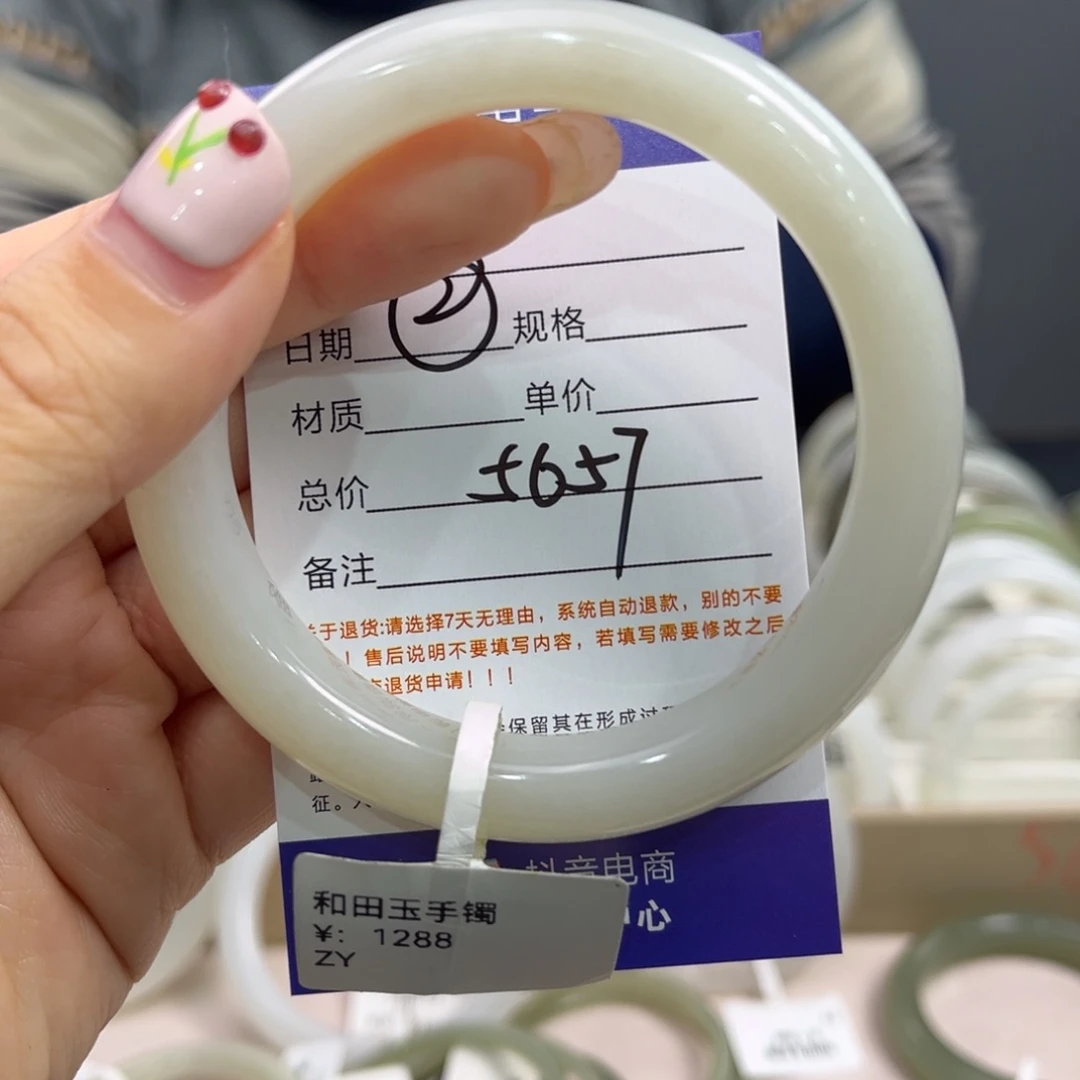 ②
日期 规格
材质 单价
总价 5657
备注
于退货:请选择7天无理由，系统自动退款，别的不要
！售后说明不要填写内容，若填写需要修改之后
退货申请！！！
保留其在形成过
征。
抖音电商
中心
和田玉手镯
¥: 1288
ZY